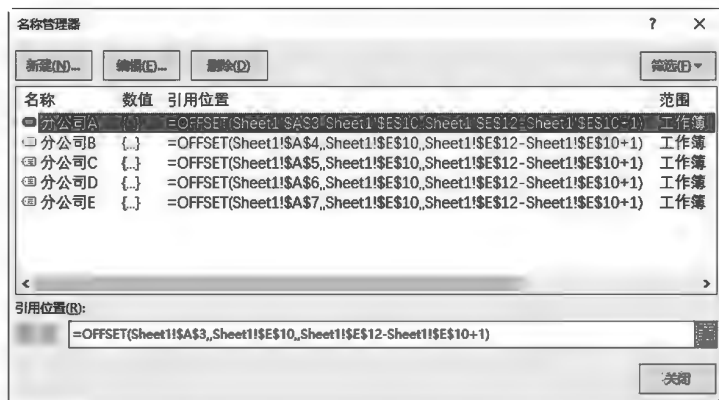 名称管理器 ? ×
新建(N)... 编辑(E)... 删除(D) 筛选(F)
名称 数值 引用位置 范围
分公司A {...} =OFFSET(Sheet1!$A$3,,Sheet1!$E$10,,Sheet1!$E$12-Sheet1!$E$10+1) 工作簿
分公司B {...} =OFFSET(Sheet1!$A$4,,Sheet1!$E$10,,Sheet1!$E$12-Sheet1!$E$10+1) 工作簿
分公司C {...} =OFFSET(Sheet1!$A$5,,Sheet1!$E$10,,Sheet1!$E$12-Sheet1!$E$10+1) 工作簿
分公司D {...} =OFFSET(Sheet1!$A$6,,Sheet1!$E$10,,Sheet1!$E$12-Sheet1!$E$10+1) 工作簿
分公司E {...} =OFFSET(Sheet1!$A$7,,Sheet1!$E$10,,Sheet1!$E$12-Sheet1!$E$10+1) 工作簿
引用位置(R):
=OFFSET(Sheet1!$A$3,,Sheet1!$E$10,,Sheet1!$E$12-Sheet1!$E$10+1)
关闭